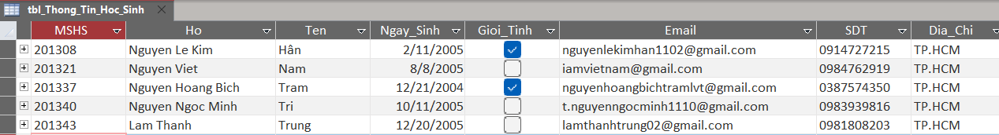 tbl_Thong_Tin_Hoc_Sinh
MSHS Ho Ten Ngay_Sinh Gioi_Tinh Email SDT Dia_Chi
201308 Nguyen Le Kim Hân 2/11/2005 nguyenlekimhan1102@gmail.com 0914727215 TP.HCM
201321 Nguyen Viet Nam 8/8/2005 iamvietnam@gmail.com 0984762919 TP.HCM
201337 Nguyen Hoang Bich Tram 12/21/2004 nguyenhoangbichtramlvt@gmail.com 0387574350 TP.HCM
201340 Nguyen Ngoc Minh Tri 10/11/2005 t.nguyenngocminh1110@gmail.com 0983939816 TP.HCM
201343 Lam Thanh Trung 12/20/2005 lamthanhtrung02@gmail.com 0981808203 TP.HCM